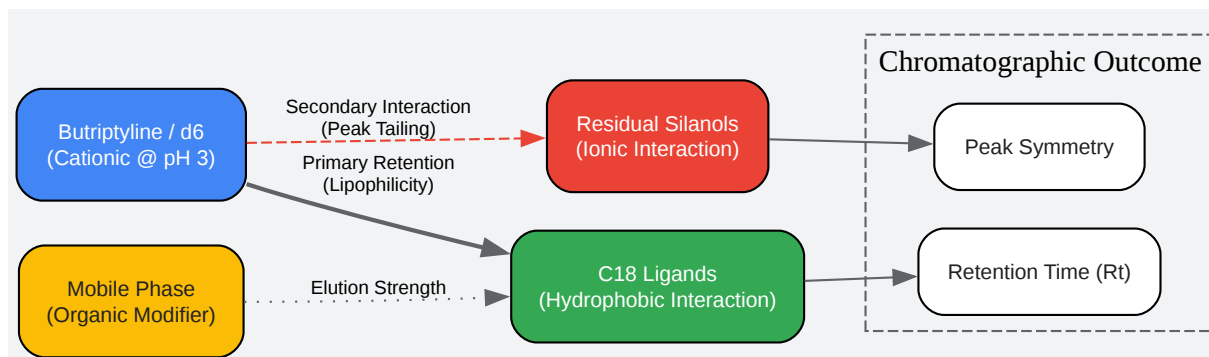 Chromatographic Outcome
Butriptyline / d6
(Cationic @ pH 3)
Secondary Interaction
(Peak Tailing)
Residual Silanols
(Ionic Interaction)
Peak Symmetry
Primary Retention
(Lipophilicity)
Mobile Phase
(Organic Modifier)
Elution Strength
C18 Ligands
(Hydrophobic Interaction)
Retention Time (Rt)